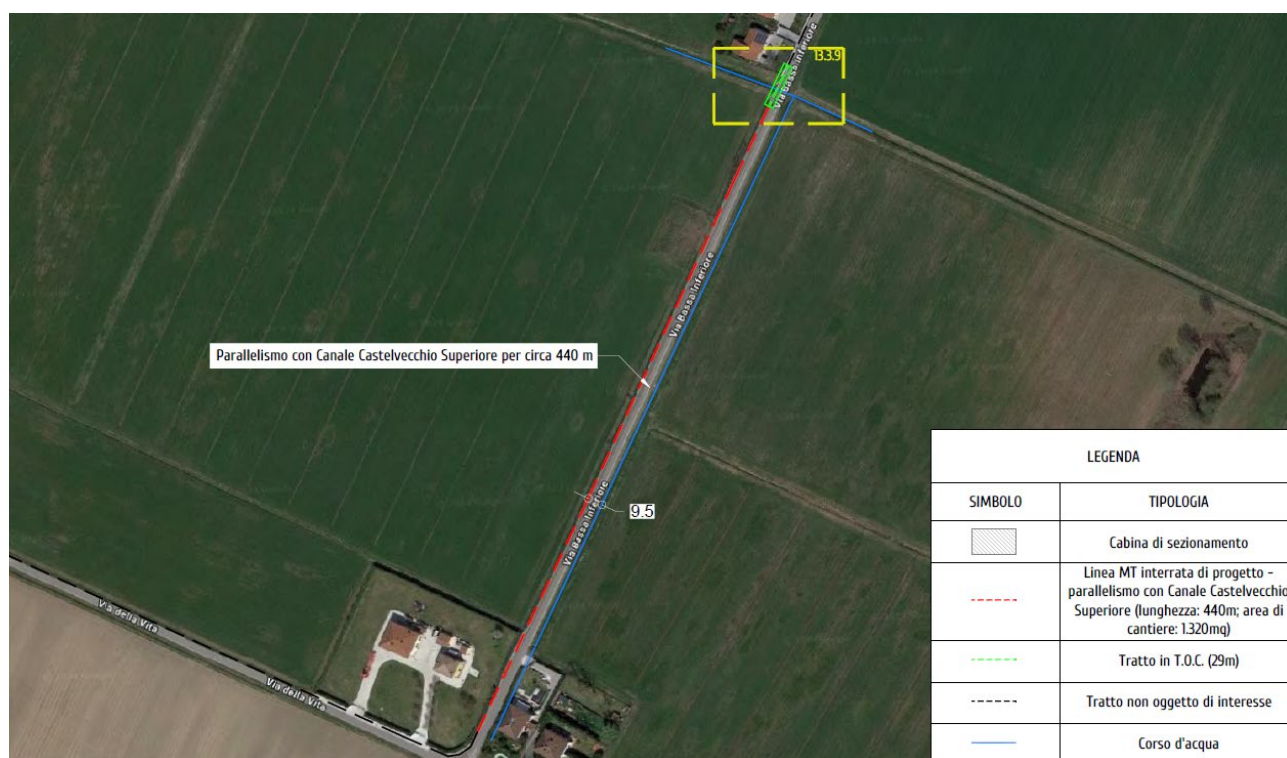 13.3.9
Via Bassa Inferiore
Via Bassa Inferiore
Parallelismo con Canale Castelvecchio Superiore per circa 440 m
9.5
Via Bassa Inferiore
Via della Vita
Via della Vita
LEGENDA
SIMBOLO TIPOLOGIA
Cabina di sezionamento
Linea MT interrata di progetto -
parallelismo con Canale Castelvecchio
Superiore (lunghezza: 440m; area di
cantiere: 1.320mq)
Tratto in T.O.C. (29m)
Tratto non oggetto di interesse
Corso d'acqua